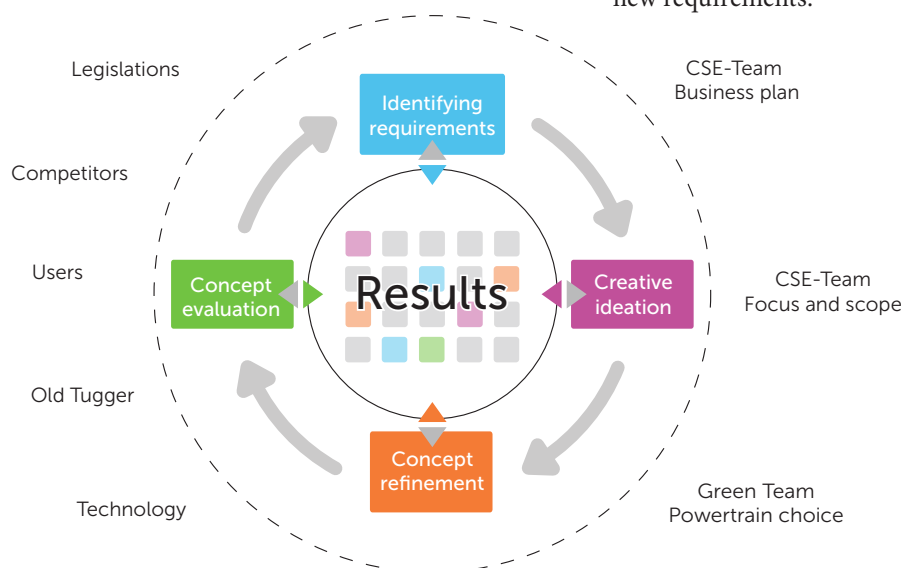 new requirements.
Legislations
CSE-Team
Business plan
Identifying
requirements
Competitors
Users
Concept
evaluation
Results
Creative
ideation
CSE-Team
Focus and scope
Old Tugger
Concept
refinement
Technology
Green Team
Powertrain choice